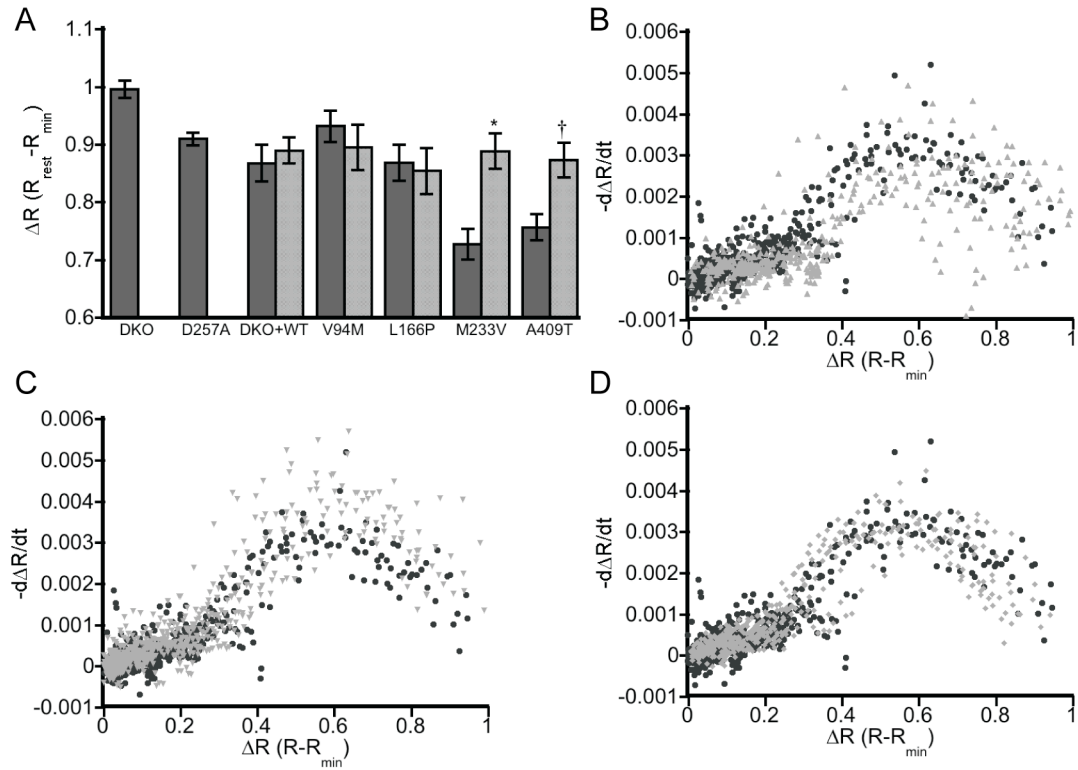 A
1.1
1
0.9
0.8
0.7
0.6
ΔR (Rrest-Rmin)
* †
DKO D257A DKO+WT V94M L166P M233V A409T
B
0.006
0.005
0.004
0.003
0.002
0.001
0
-0.001
-dΔR/dt
0 0.2 0.4 0.6 0.8 1
ΔR (R-Rmin)
C
0.006
0.005
0.004
0.003
0.002
0.001
0
-0.001
-dΔR/dt
0 0.2 0.4 0.6 0.8 1
ΔR (R-Rmin)
D
0.006
0.005
0.004
0.003
0.002
0.001
0
-0.001
-dΔR/dt
0 0.2 0.4 0.6 0.8 1
ΔR (R-Rmin)